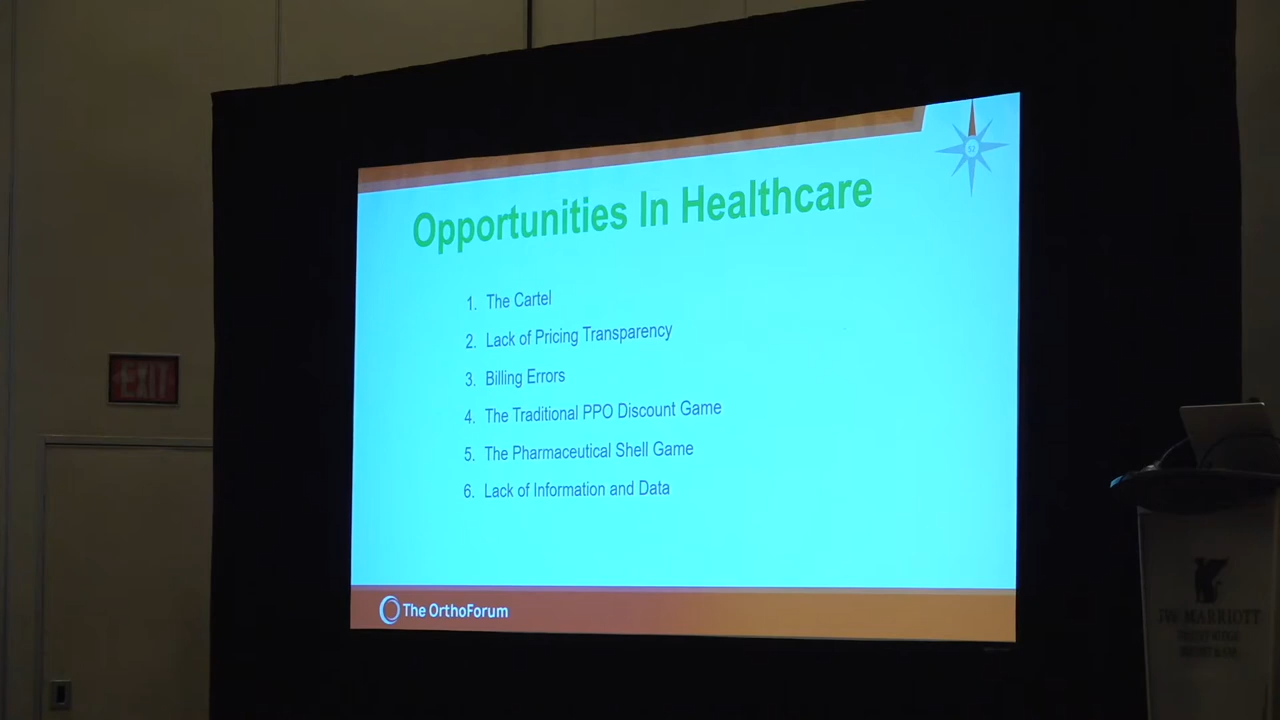 52
Opportunities In Healthcare
1. The Cartel
2. Lack of Pricing Transparency
3. Billing Errors
4. The Traditional PPO Discount Game
5. The Pharmaceutical Shell Game
6. Lack of Information and Data
The OrthoForum
EXIT
JW MARRIOTT